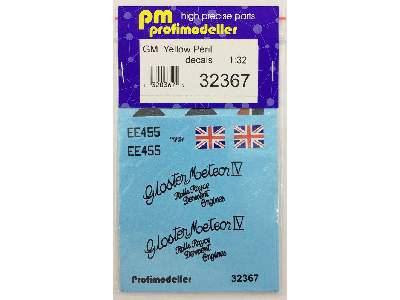 pm high precise parts
profimodeller
GM Yellow Peril
decals 1:32
32367
EE455
EE455
Gloster Meteor IV
Rolls Royce
Derwent
Engines
Gloster Meteor IV
Rolls Royce
Derwent
Engines
Profimodeller 32367